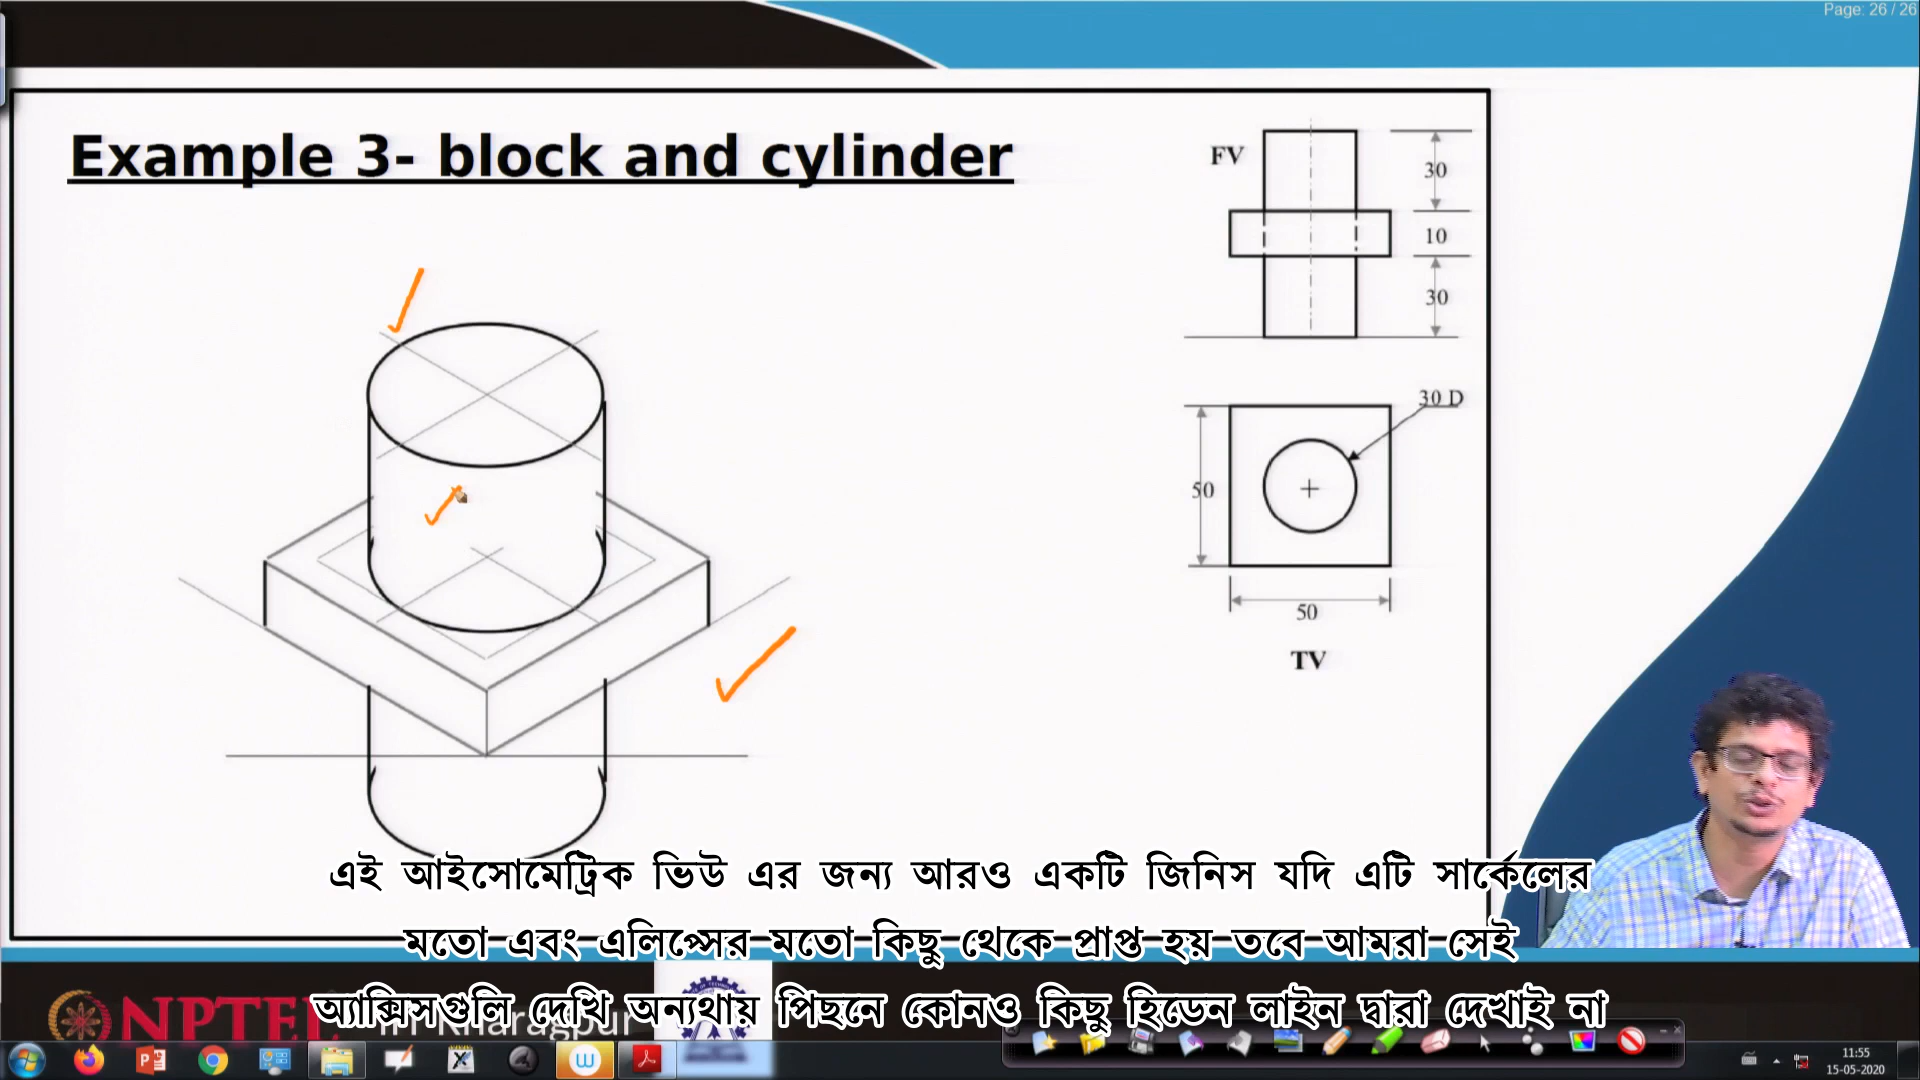 Page: 26 / 26
Example 3- block and cylinder
FV
30
10
30
30 D
50
50
TV
এই আইসোমেট্রিক ভিউ এর জন্য আরও একটি জিনিস যদি এটি সার্কেলের
মতো এবং এলিপ্সের মতো কিছু থেকে প্রাপ্ত হয় তবে আমরা সেই
অ্যাক্সিসগুলি দেখি অন্যথায় পিছনে কোনও কিছু হিডেন লাইন দ্বারা দেখাই না
NPTEL
IIT Kharagpur
11:55
15-05-2020